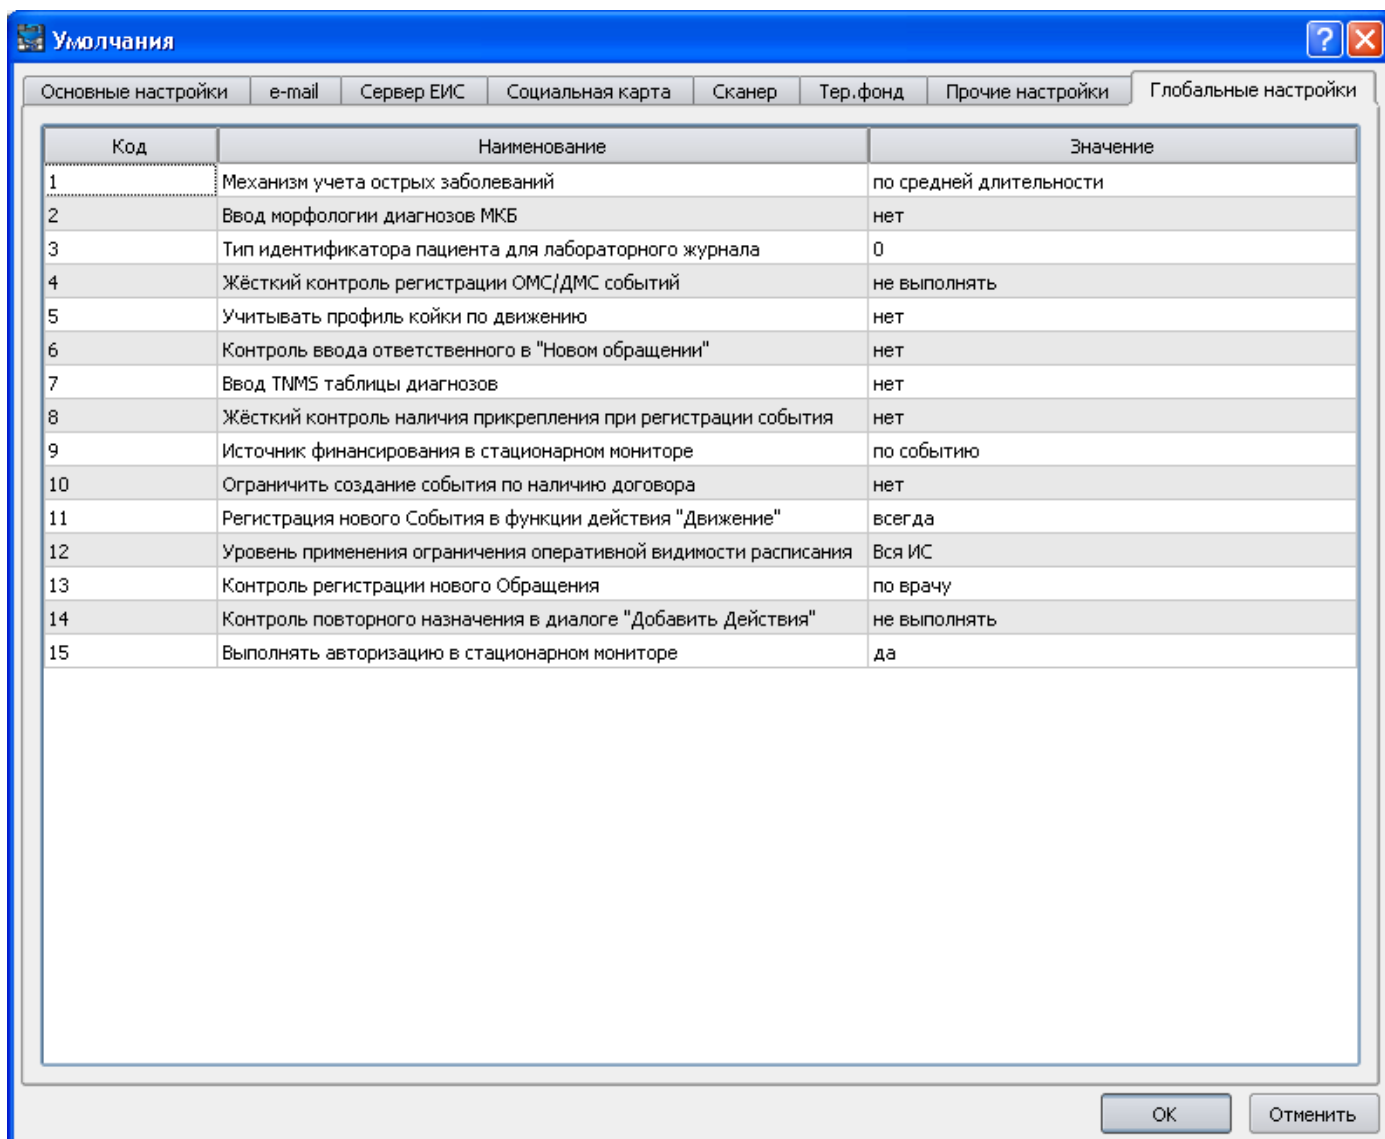 Умолчания
Основные настройки e-mail Сервер ЕИС Социальная карта Сканер Тер.фонд Прочие настройки Глобальные настройки
Код Наименование Значение
1 Механизм учета острых заболеваний по средней длительности
2 Ввод морфологии диагнозов МКБ нет
3 Тип идентификатора пациента для лабораторного журнала 0
4 Жёсткий контроль регистрации ОМС/ДМС событий не выполнять
5 Учитывать профиль койки по движению нет
6 Контроль ввода ответственного в "Новом обращении" нет
7 Ввод TNMS таблицы диагнозов нет
8 Жёсткий контроль наличия прикрепления при регистрации события нет
9 Источник финансирования в стационарном мониторе по событию
10 Ограничить создание события по наличию договора нет
11 Регистрация нового События в функции действия "Движение" всегда
12 Уровень применения ограничения оперативной видимости расписания Вся ИС
13 Контроль регистрации нового Обращения по врачу
14 Контроль повторного назначения в диалоге "Добавить Действия" не выполнять
15 Выполнять авторизацию в стационарном мониторе да
ОК Отменить